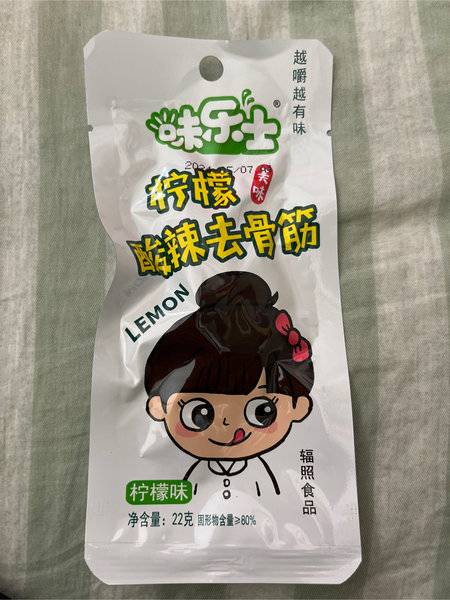 越嚼越有味
味乐士®
柠檬
美味
酸辣去骨筋
LEMON
辐照食品
柠檬味
净含量：22克 固形物含量≥80%